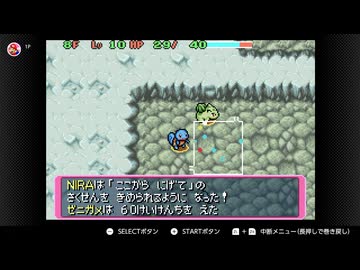 1P
8F Lv 10 HP 29/ 40
NIRAは「ここから にげて」の
さくせんを きめられるようになった！
ゼニガメは 60けいけんちを えた
SELECTボタン
STARTボタン
中断メニュー(長押しで巻き戻し)